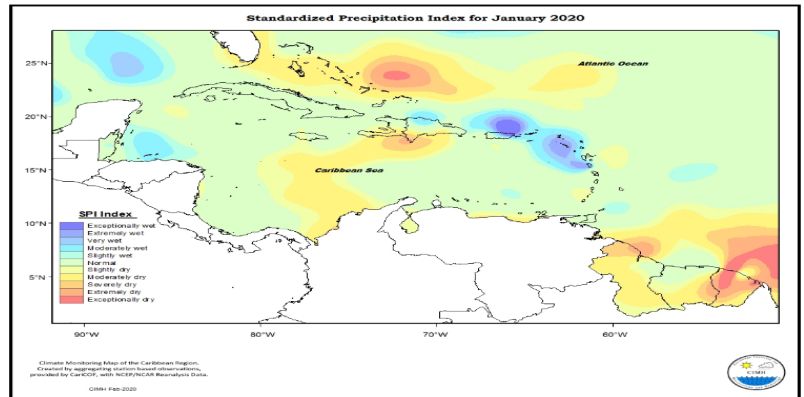 Standardized Precipitation Index for January 2020
25°N
20°N
15°N
10°N
5°N
Atlantic Ocean
Caribbean Sea
SPI Index
Exceptionally wet
Extremely wet
Very wet
Moderately wet
Slightly wet
Normal
Slightly dry
Moderately dry
Severely dry
Extremely dry
Exceptionally dry
90°W
80°W
70°W
60°W
Climate Monitoring Map of the Caribbean Region.
Created by aggregating station based observations,
provided by CariCOF, with NCEP/NCAR Reanalysis Data.
CIMH Feb-2020
CIMH